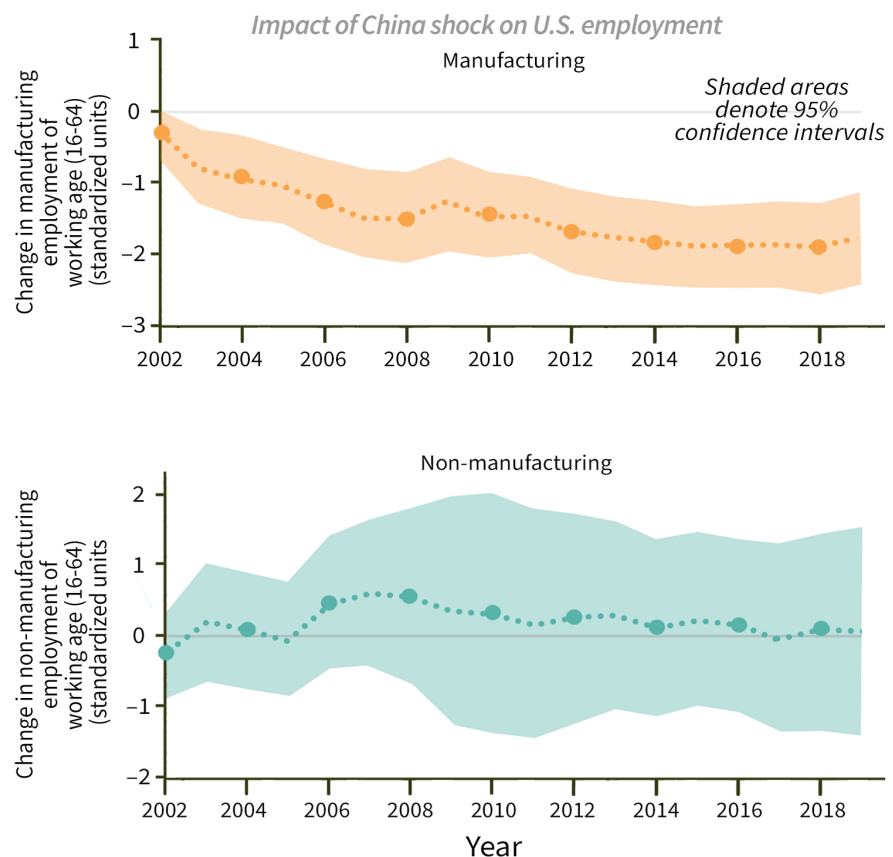 Impact of China shock on U.S. employment
Manufacturing
Shaded areas
denote 95%
confidence intervals
Change in manufacturing
employment of
working age (16-64)
(standardized units)
1
0
−1
−2
−3
2002 2004 2006 2008 2010 2012 2014 2016 2018
Non-manufacturing
Change in non-manufacturing
employment of
working age (16-64)
(standardized units
2
1
0
−1
−2
2002 2004 2006 2008 2010 2012 2014 2016 2018
Year